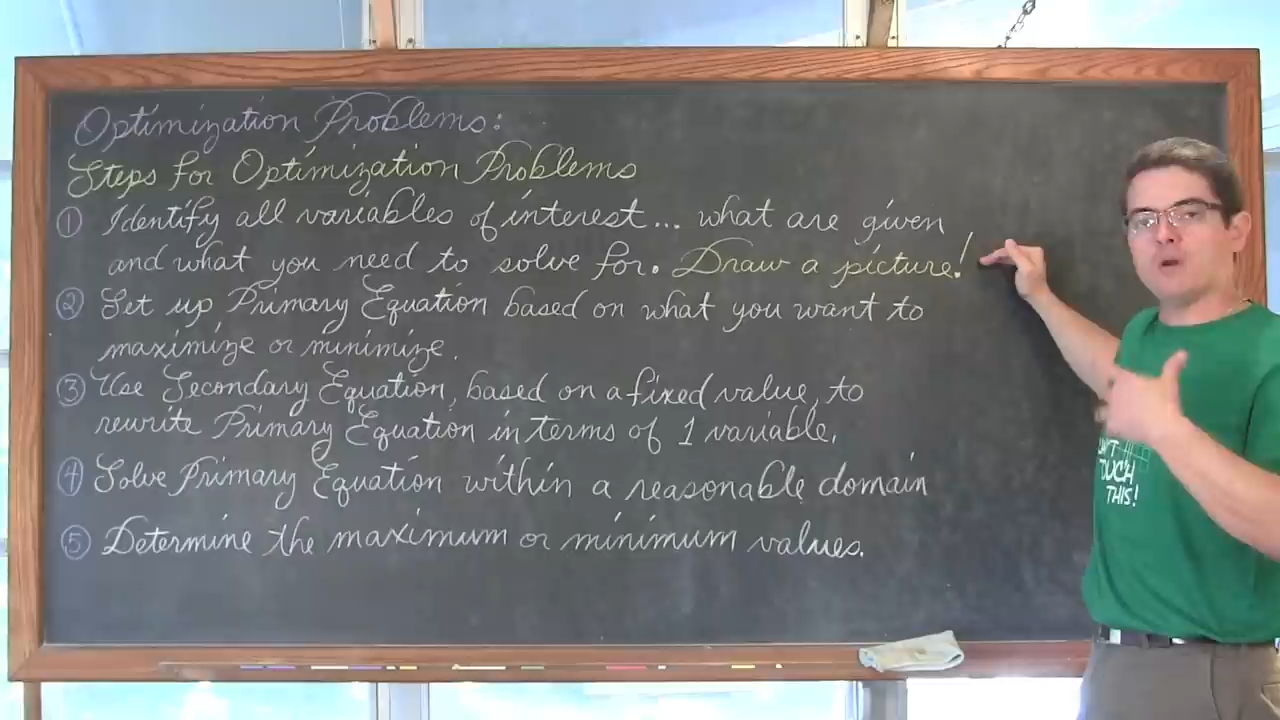 Optimization Problems:
Steps for Optimization Problems
① Identify all variables of interest... what are given
and what you need to solve for. Draw a picture!
② Set up Primary Equation based on what you want to
maximize or minimize.
③ Use Secondary Equation, based on a fixed value, to
rewrite Primary Equation in terms of 1 variable.
④ Solve Primary Equation within a reasonable domain
⑤ Determine the maximum or minimum values.
THIS!